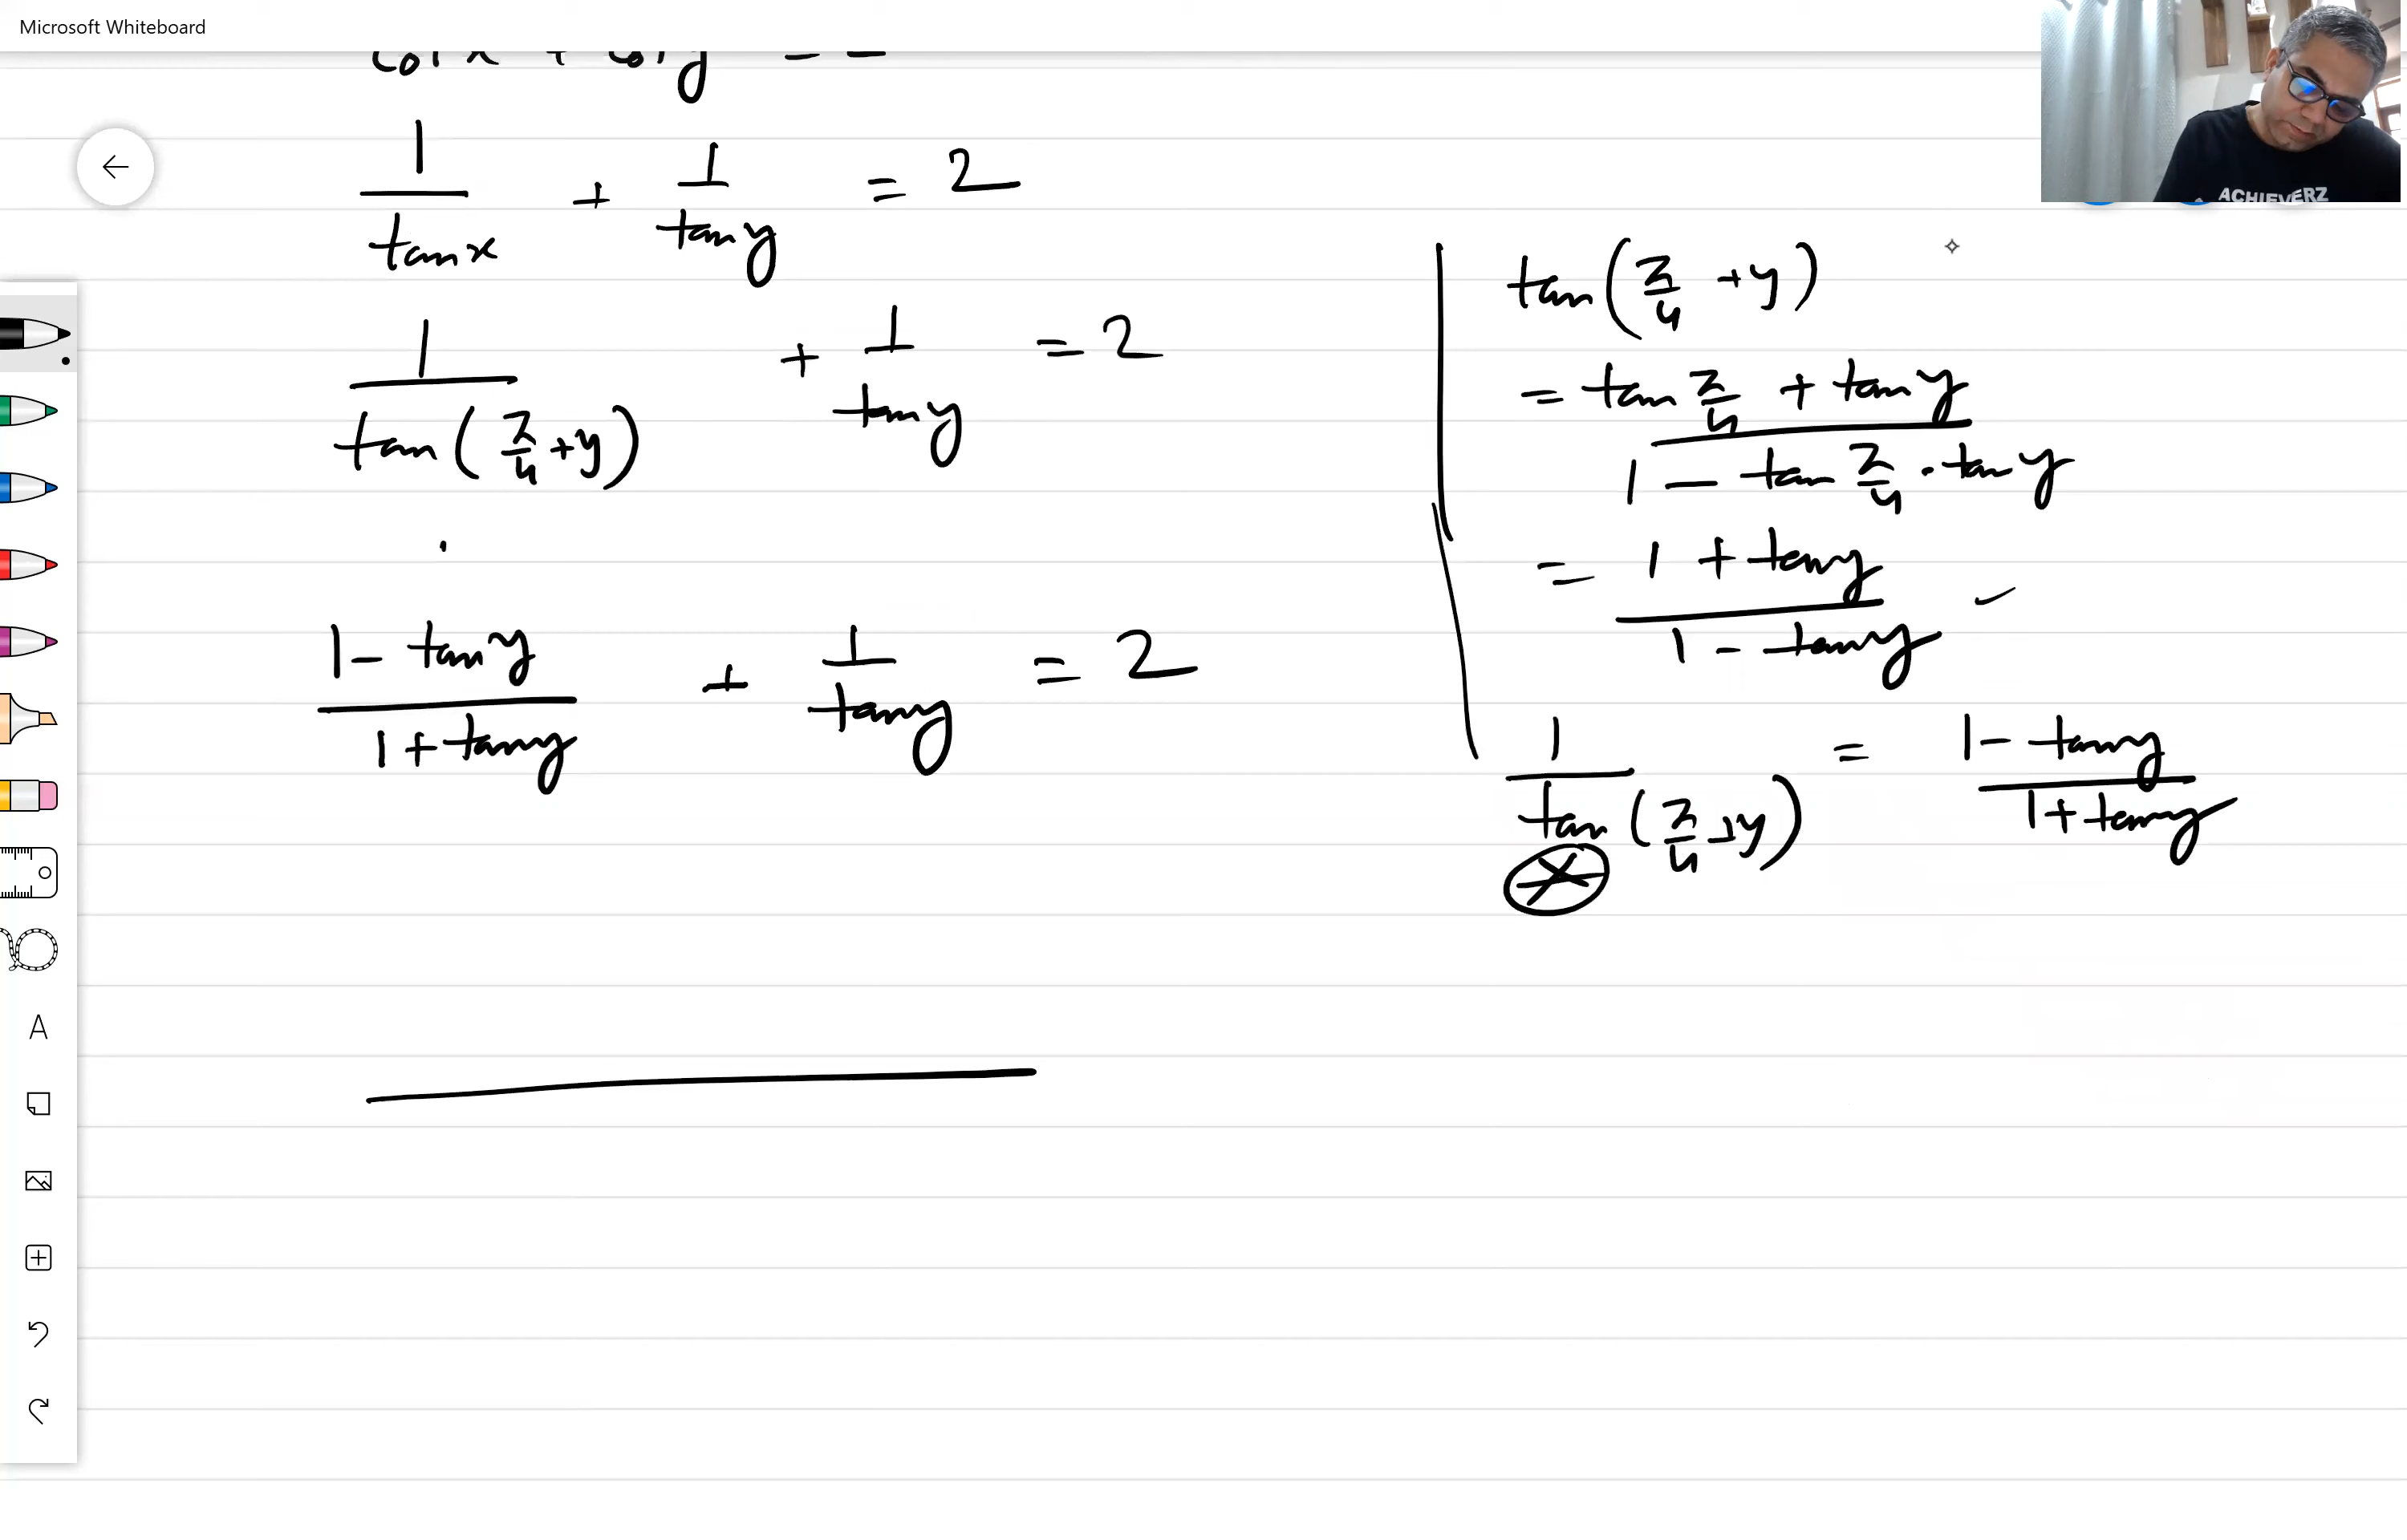 Microsoft Whiteboard
cot x + cot y = 2
1/tan x + 1/tan y = 2
1/tan(π/4 + y) + 1/tan y = 2
1 - tan y/1 + tan y + 1/tan y = 2
ACHIEVERZ
tan(π/4 + y)
= tan π/4 + tan y/1 - tan π/4 · tan y
= 1 + tan y/1 - tan y ✓
1/tan(π/4 + y) = 1 - tan y/1 + tan y
A